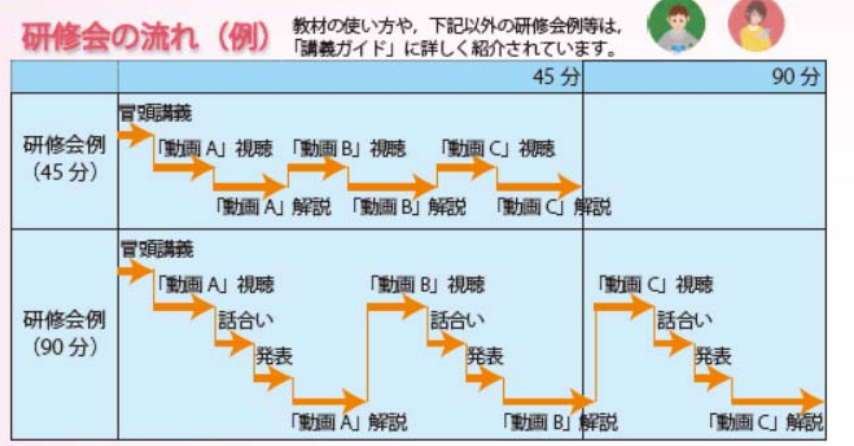 研修会の流れ（例）
教材の使い方や，下記以外の研修会例等は，
「講義ガイド」に詳しく紹介されています。
45 分
90 分
研修会例
（45 分）
冒頭講義
「動画 A」視聴
「動画 B」視聴
「動画 C」視聴
「動画 A」解説
「動画 B」解説
「動画 C」解説
研修会例
（90 分）
冒頭講義
「動画 A」視聴
「動画 B」視聴
「動画 C」視聴
話合い
話合い
話合い
発表
発表
発表
「動画 A」解説
「動画 B」解説
「動画 C」解説